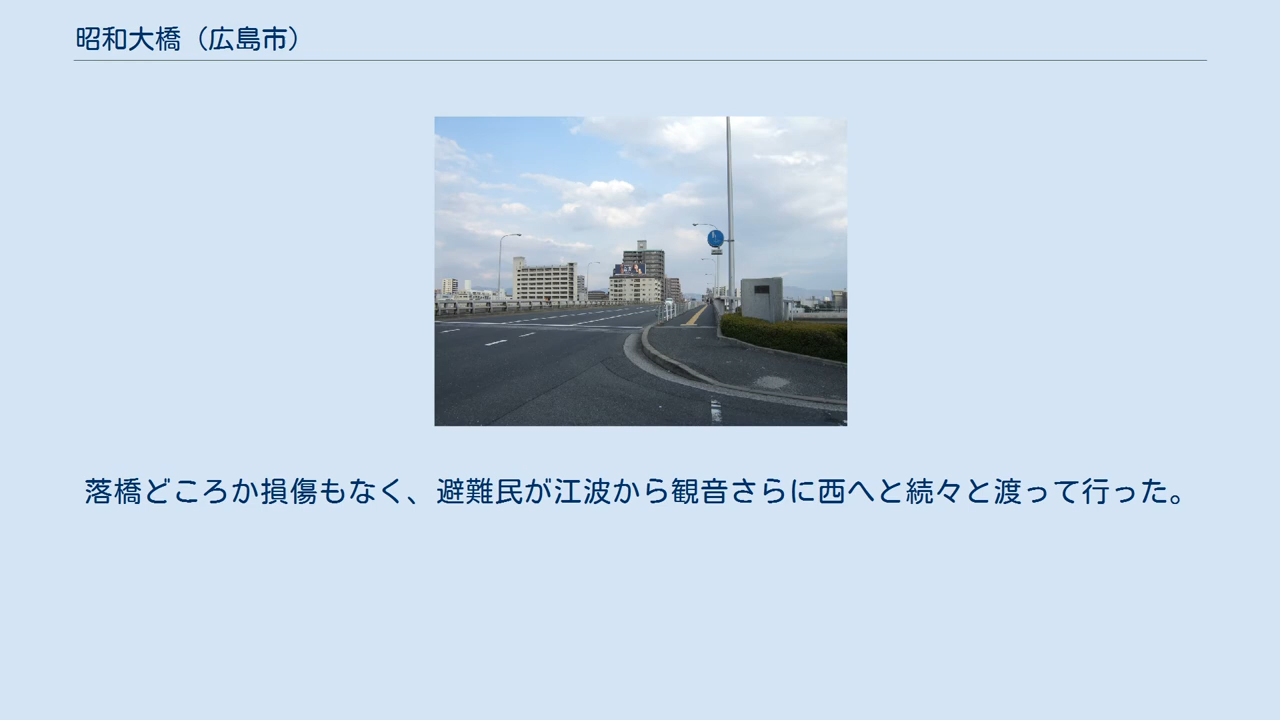 昭和大橋（広島市）
落橋どころか損傷もなく、避難民が江波から観音さらに西へと続々と渡って行った。